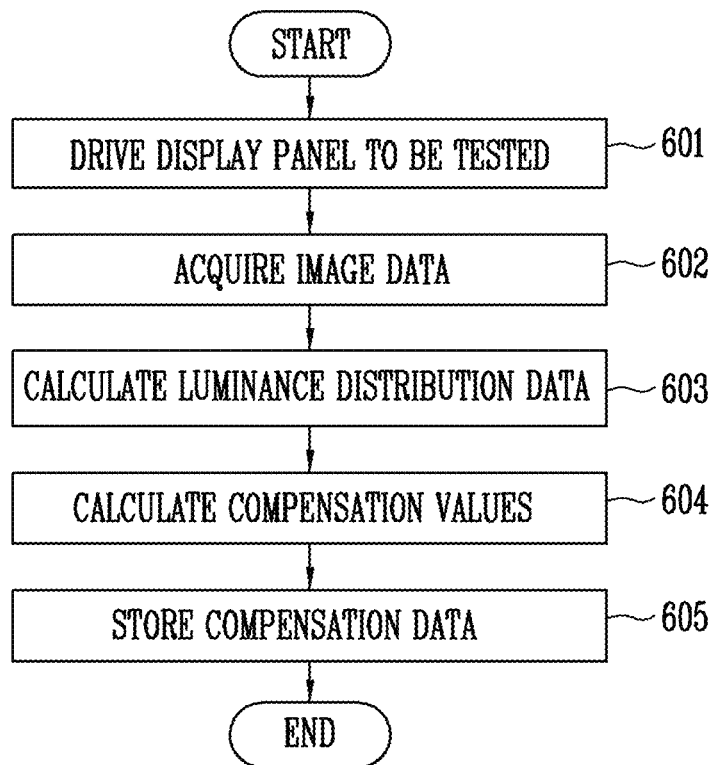 START
DRIVE DISPLAY PANEL TO BE TESTED
601
ACQUIRE IMAGE DATA
602
CALCULATE LUMINANCE DISTRIBUTION DATA
603
CALCULATE COMPENSATION VALUES
604
STORE COMPENSATION DATA
605
END